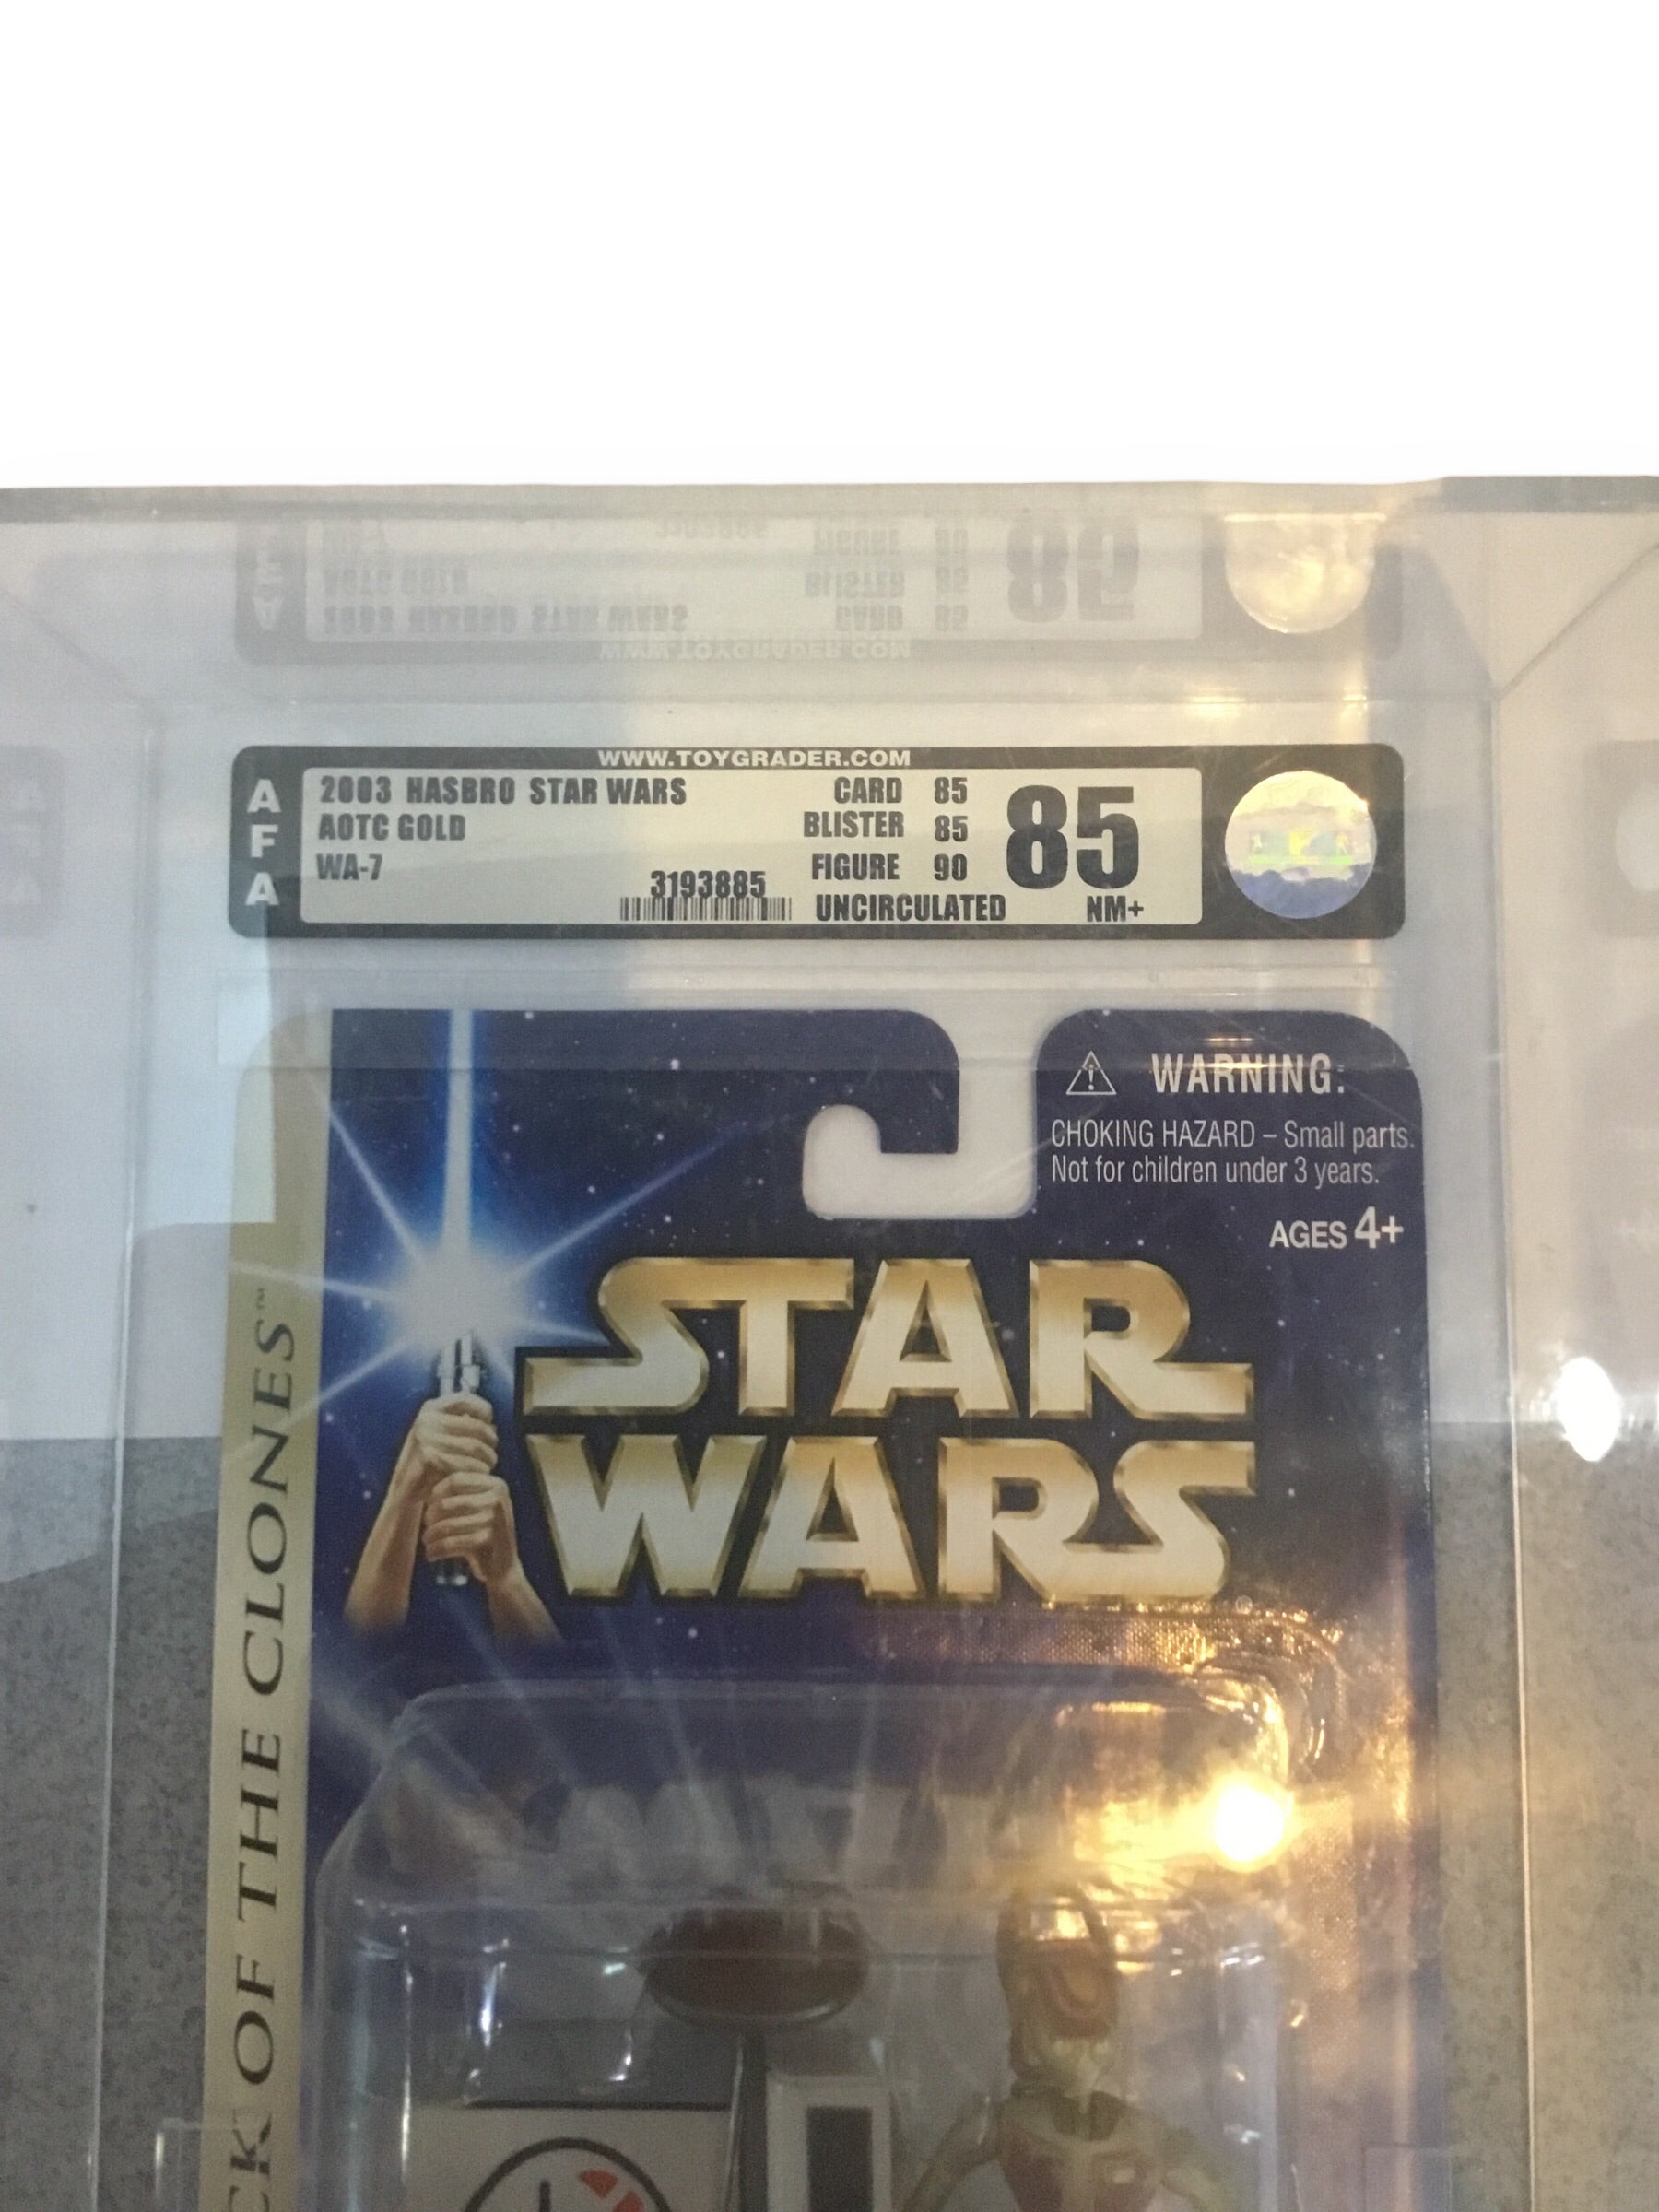 WWW.TOYGRADER.COM
AFA
2003 HASBRO STAR WARS
AOTC GOLD
WA-7
3193885
CARD 85
BLISTER 85
FIGURE 90
UNCIRCULATED
85
NM+
⚠ WARNING:
CHOKING HAZARD – Small parts.
Not for children under 3 years.
AGES 4+
STAR
WARS®
CK OF THE CLONES™